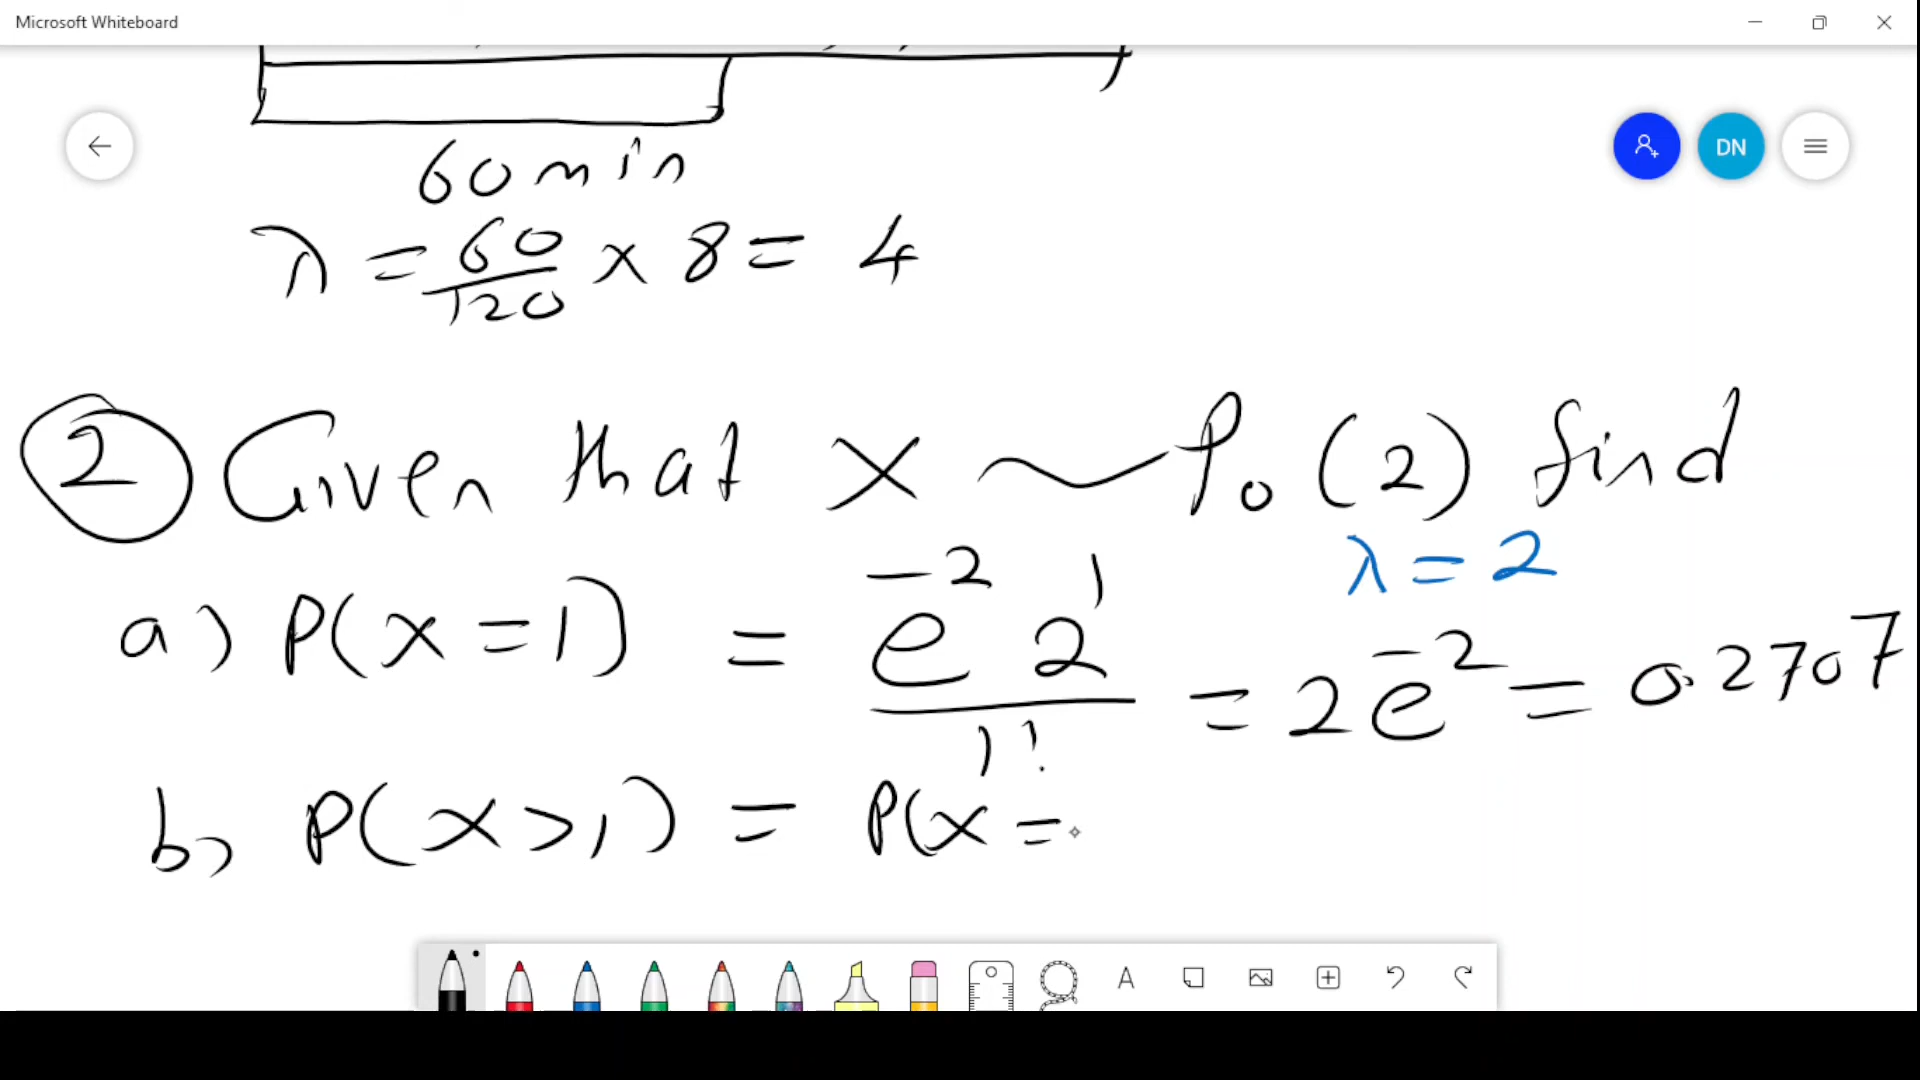 Microsoft Whiteboard
DN
60 min
λ = 60/120 × 8 = 4
② Given that X ~ Po (2) find
λ = 2
a) P(X = 1) = e^-2 2^1 / 1! = 2e^-2 = 0.2707
b) P(X > 1) = P(X =
A